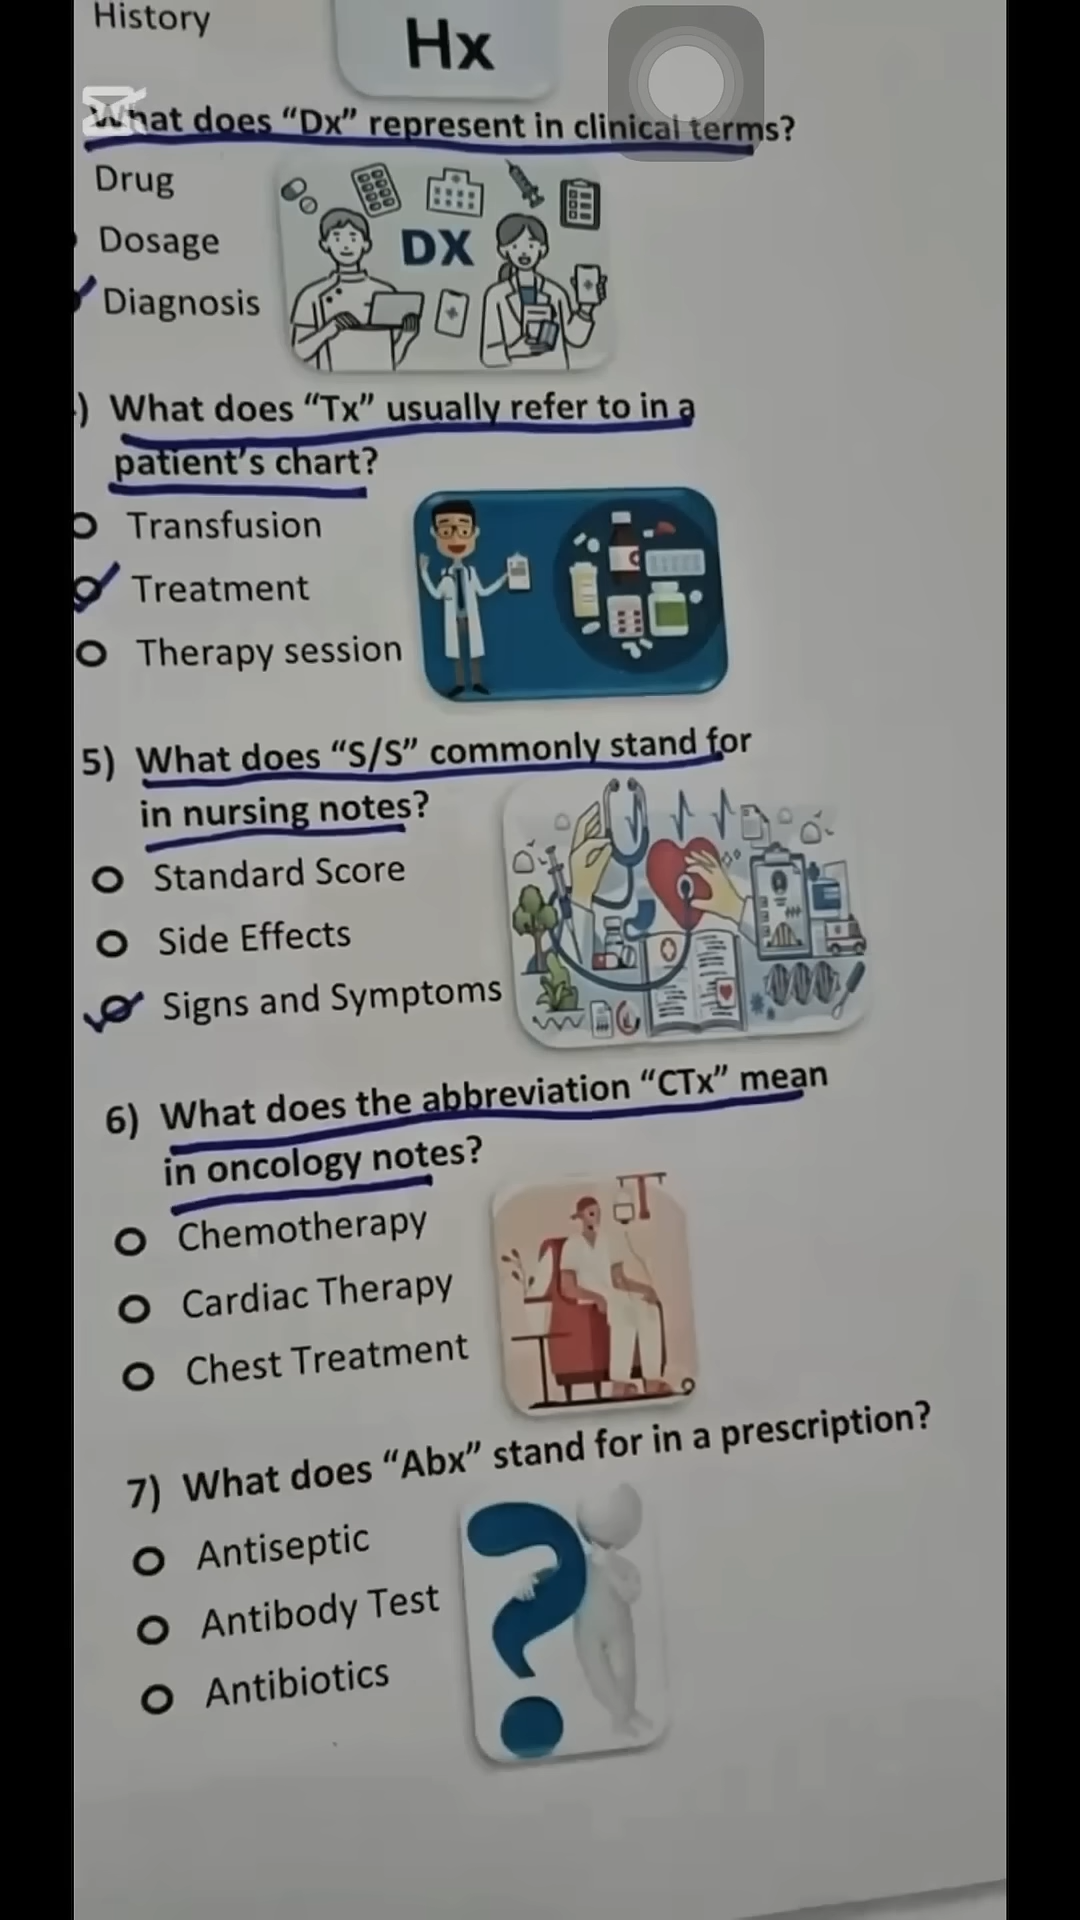 History
Hx
What does “Dx” represent in clinical terms?
Drug
Dosage
Diagnosis
DX
) What does “Tx” usually refer to in a
patient’s chart?
Transfusion
Treatment
Therapy session
5) What does “S/S” commonly stand for
in nursing notes?
Standard Score
Side Effects
Signs and Symptoms
6) What does the abbreviation “CTx” mean
in oncology notes?
Chemotherapy
Cardiac Therapy
Chest Treatment
7) What does “Abx” stand for in a prescription?
Antiseptic
Antibody Test
Antibiotics